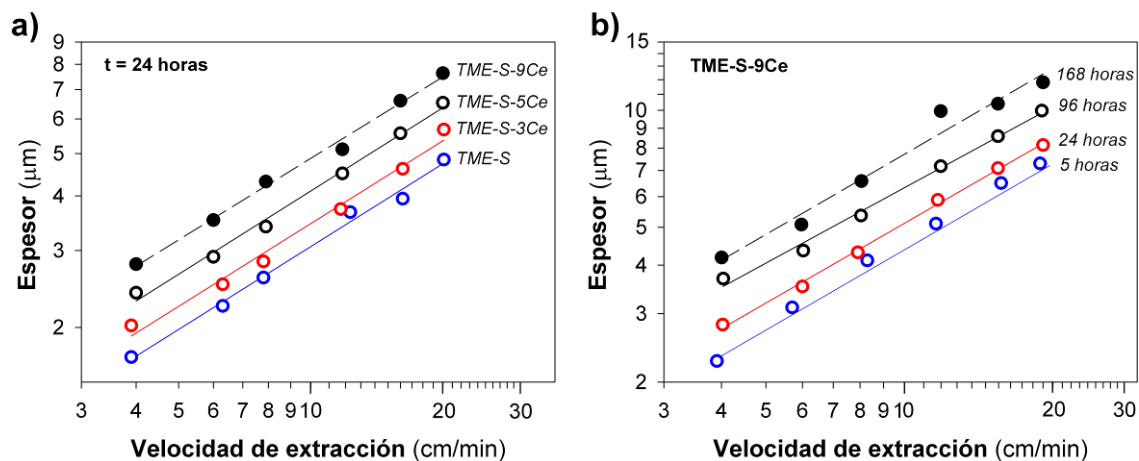 a)
t = 24 horas
TME-S-9Ce
TME-S-5Ce
TME-S-3Ce
TME-S
9
8
7
6
5
4
3
2
3 4 5 6 7 8 9 10 20 30
Espesor (μm)
Velocidad de extracción (cm/min)
b)
TME-S-9Ce
168 horas
96 horas
24 horas
5 horas
15
10
9
8
7
6
5
4
3
2
3 4 5 6 7 8 9 10 20 30
Espesor (μm)
Velocidad de extracción (cm/min)